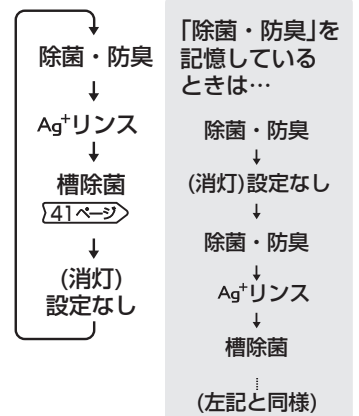 除菌・防臭
↓
Ag⁺リンス
↓
槽除菌
41ページ
↓
(消灯)
設定なし
「除菌・防臭」を
記憶している
ときは…
除菌・防臭
↓
(消灯)設定なし
↓
除菌・防臭
↓
Ag⁺リンス
↓
槽除菌
(左記と同様)